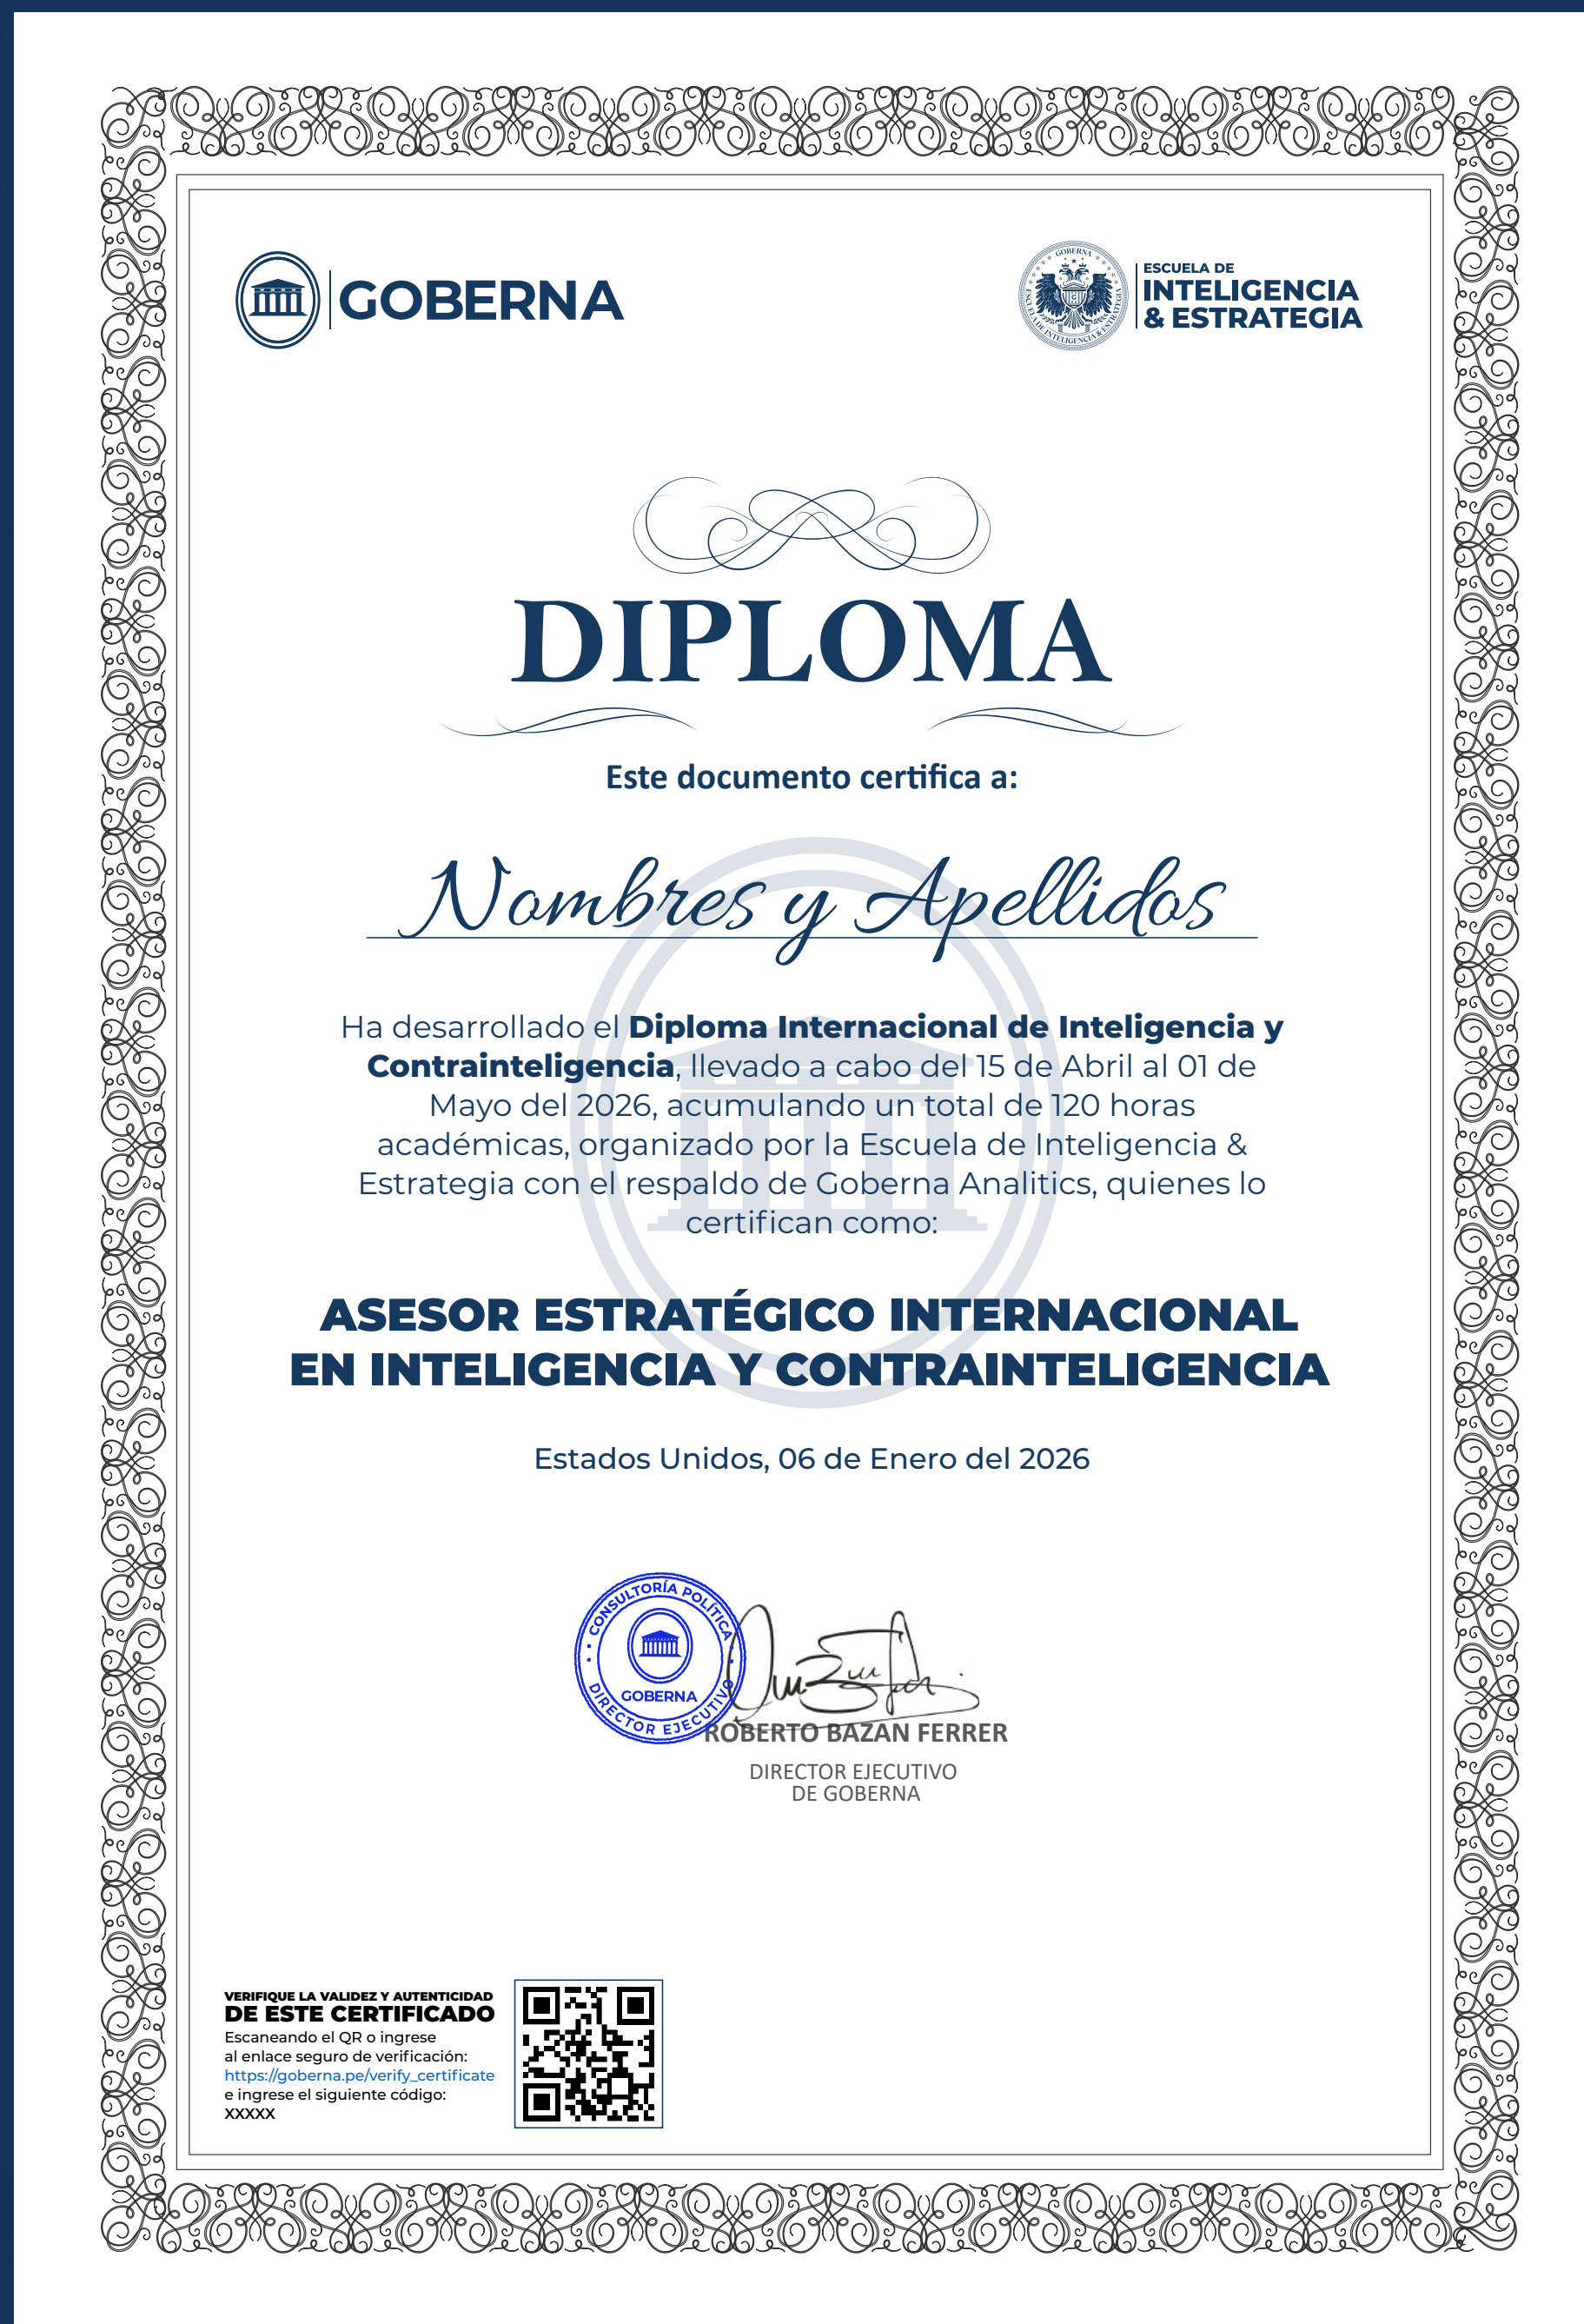 GOBERNA
GOBERNA
ESCUELA DE INTELIGENCIA & ESTRATEGIA
ESCUELA DE
INTELIGENCIA
& ESTRATEGIA
DIPLOMA
Este documento certifica a:
Nombres y Apellidos
Ha desarrollado el Diploma Internacional de Inteligencia y
Contrainteligencia, llevado a cabo del 15 de Abril al 01 de
Mayo del 2026, acumulando un total de 120 horas
académicas, organizado por la Escuela de Inteligencia &
Estrategia con el respaldo de Goberna Analitics, quienes lo
certifican como:
ASESOR ESTRATÉGICO INTERNACIONAL
EN INTELIGENCIA Y CONTRAINTELIGENCIA
Estados Unidos, 06 de Enero del 2026
CONSULTORÍA POLÍTICA
GOBERNA
DIRECTOR EJECUTIVO
ROBERTO BAZAN FERRER
DIRECTOR EJECUTIVO
DE GOBERNA
VERIFIQUE LA VALIDEZ Y AUTENTICIDAD
DE ESTE CERTIFICADO
Escaneando el QR o ingrese
al enlace seguro de verificación:
https://goberna.pe/verify_certificate
e ingrese el siguiente código:
XXXXX